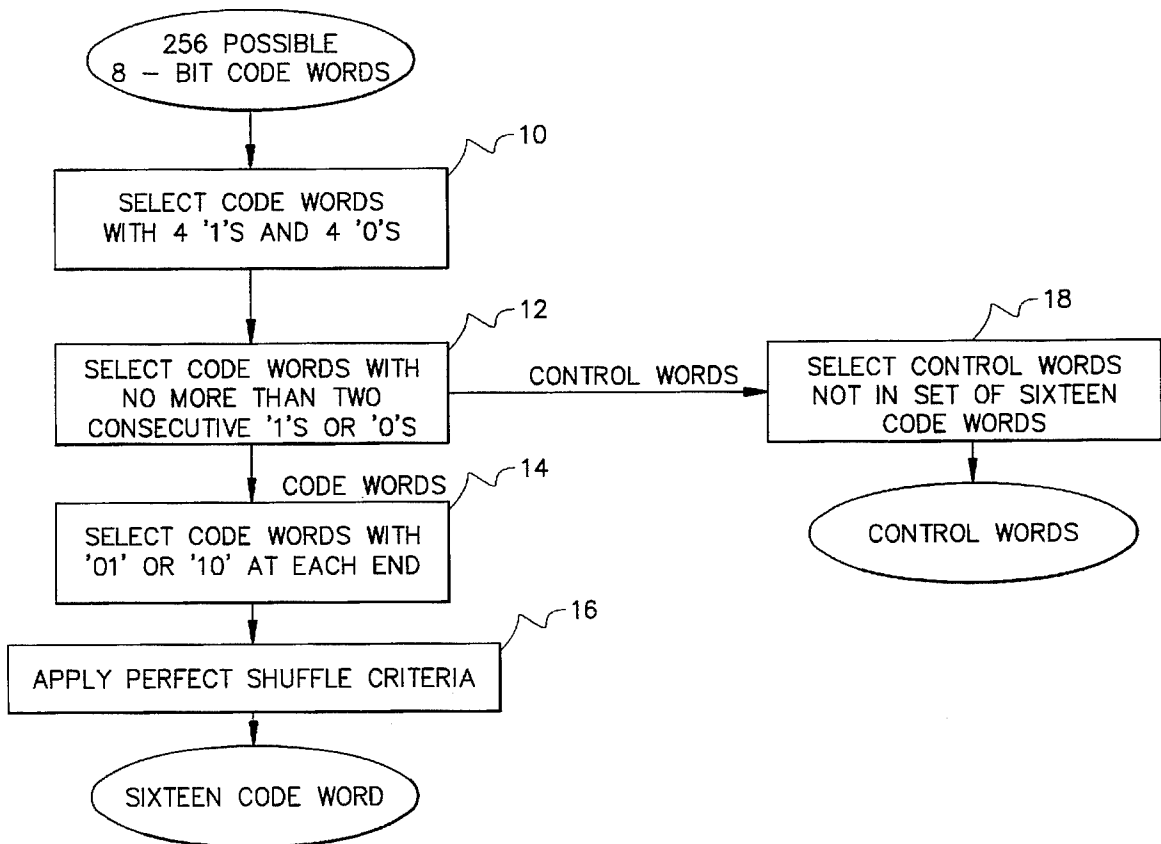 256 POSSIBLE
8 - BIT CODE WORDS
10
SELECT CODE WORDS
WITH 4 '1'S AND 4 '0'S
12
SELECT CODE WORDS WITH
NO MORE THAN TWO
CONSECUTIVE '1'S OR '0'S
CONTROL WORDS
18
SELECT CONTROL WORDS
NOT IN SET OF SIXTEEN
CODE WORDS
CONTROL WORDS
CODE WORDS
14
SELECT CODE WORDS WITH
'01' OR '10' AT EACH END
16
APPLY PERFECT SHUFFLE CRITERIA
SIXTEEN CODE WORD